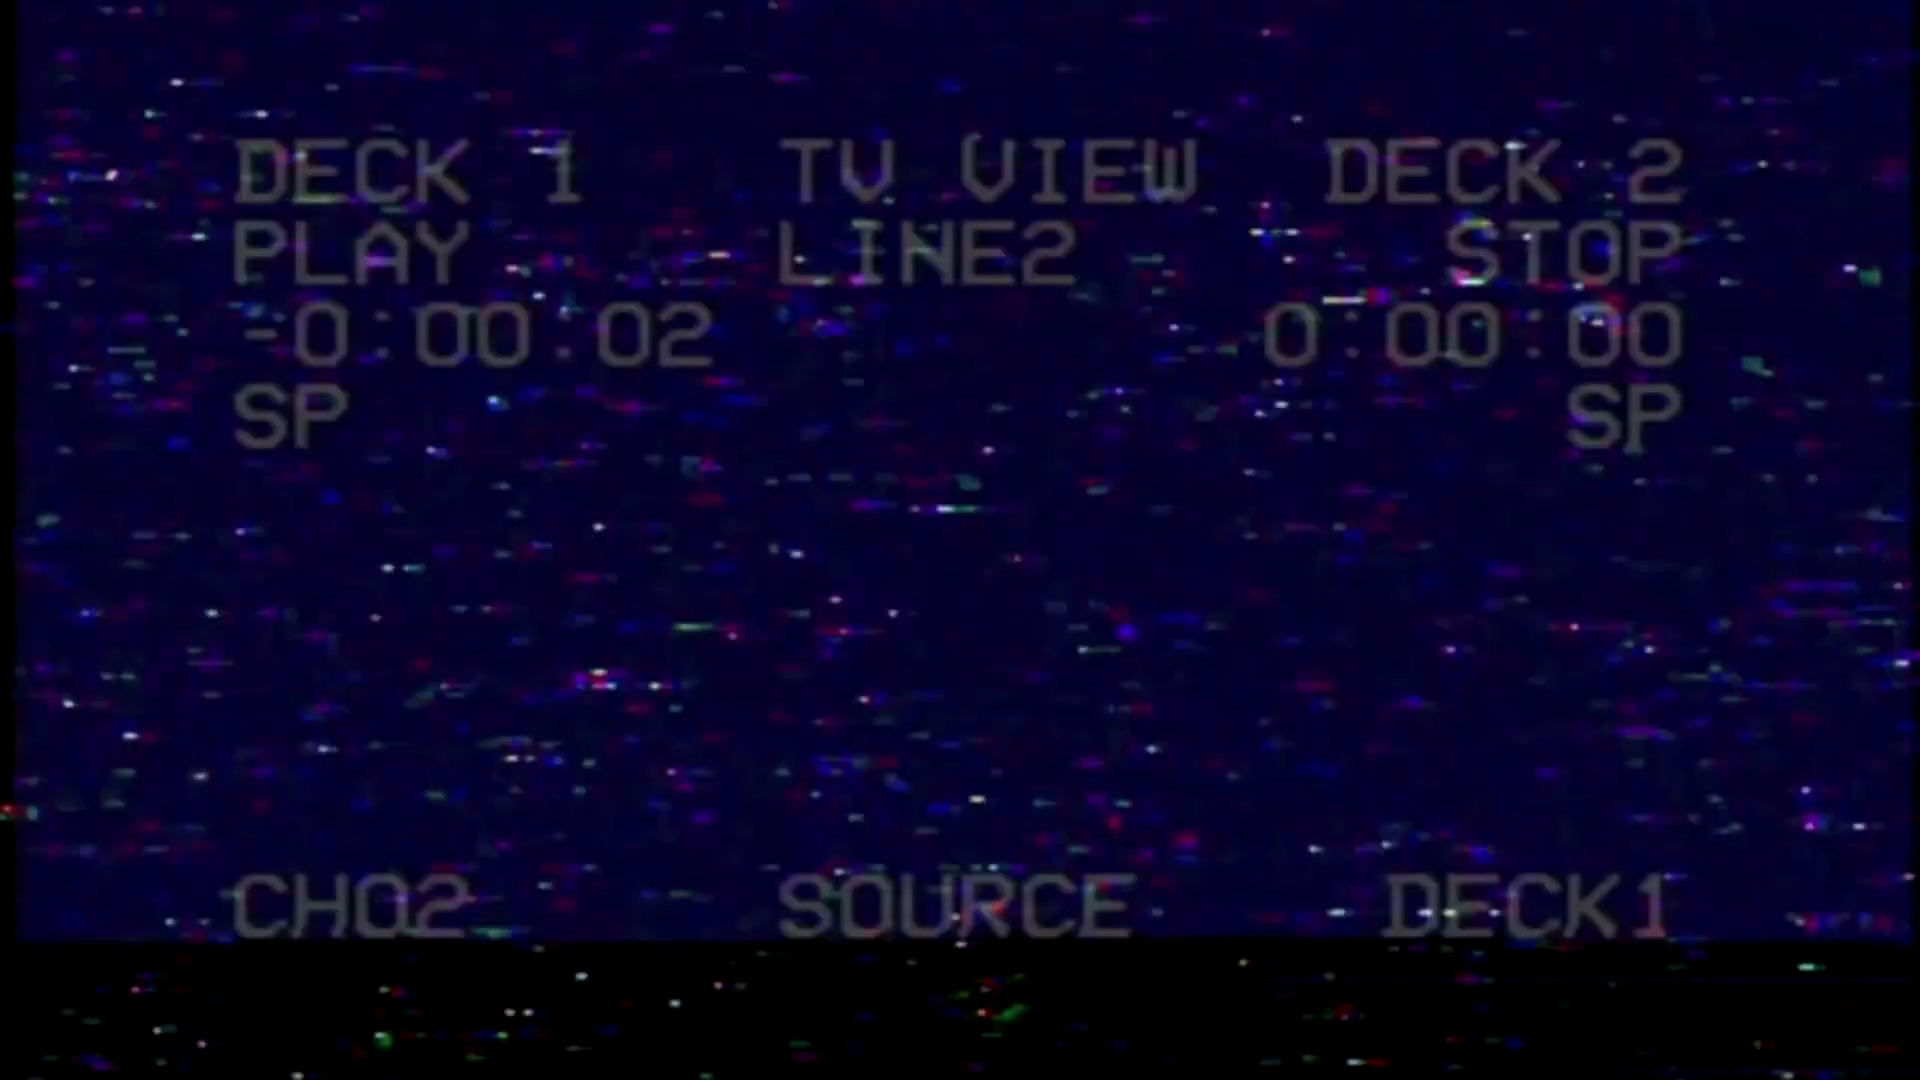 DECK 1 TV VIEW DECK 2
PLAY LINE2 STOP
-0:00:02 0:00:00
SP SP
CH02 SOURCE DECK1